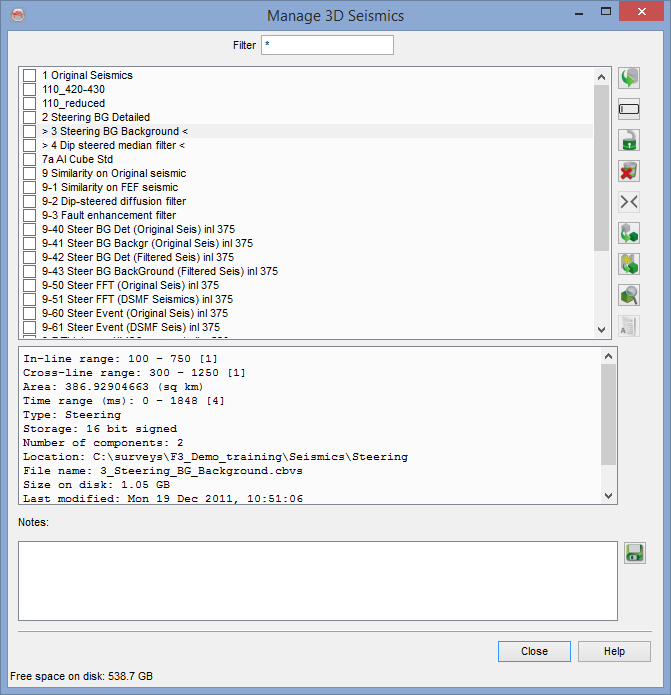 Manage 3D Seismics
Filter *
1 Original Seismics
110_420-430
110_reduced
2 Steering BG Detailed
> 3 Steering BG Background <
> 4 Dip steered median filter <
7a AI Cube Std
9 Similarity on Original seismic
9-1 Similarity on FEF seismic
9-2 Dip-steered diffusion filter
9-3 Fault enhancement filter
9-40 Steer BG Det (Original Seis) inl 375
9-41 Steer BG Backgr (Original Seis) inl 375
9-42 Steer BG Det (Filtered Seis) inl 375
9-43 Steer BG BackGround (Filtered Seis) inl 375
9-50 Steer FFT (Original Seis) inl 375
9-51 Steer FFT (DSMF Seismics) inl 375
9-60 Steer Event (Original Seis) inl 375
9-61 Steer Event (DSMF Seis) inl 375
In-line range: 100 - 750 [1]
Cross-line range: 300 - 1250 [1]
Area: 386.92904663 (sq km)
Time range (ms): 0 - 1848 [4]
Type: Steering
Storage: 16 bit signed
Number of components: 2
Location: C:\surveys\F3_Demo_training\Seismics\Steering
File name: 3_Steering_BG_Background.cbvs
Size on disk: 1.05 GB
Last modified: Mon 19 Dec 2011, 10:51:06
Notes:
Close Help
Free space on disk: 538.7 GB